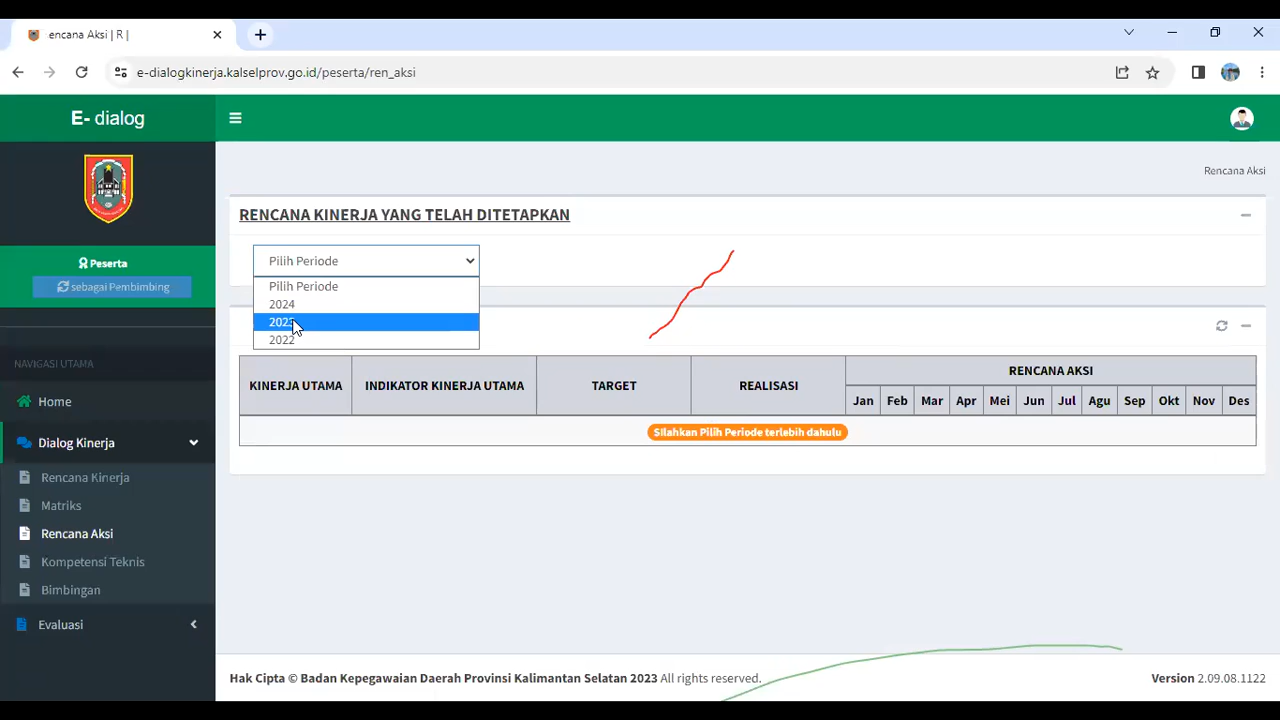 encana Aksi | R |
e-dialogkinerja.kalselprov.go.id/peserta/ren_aksi
E- dialog
Peserta
sebagai Pembimbing
NAVIGASI UTAMA
Home
Dialog Kinerja
Rencana Kinerja
Matriks
Rencana Aksi
Kompetensi Teknis
Bimbingan
Evaluasi
Rencana Aksi
RENCANA KINERJA YANG TELAH DITETAPKAN
Pilih Periode
Pilih Periode
2024
2023
2022
KINERJA UTAMA INDIKATOR KINERJA UTAMA TARGET REALISASI RENCANA AKSI
Jan Feb Mar Apr Mei Jun Jul Agu Sep Okt Nov Des
SIlahkan Pilih Periode terlebih dahulu
Hak Cipta © Badan Kepegawaian Daerah Provinsi Kalimantan Selatan 2023 All rights reserved.
Version 2.09.08.1122